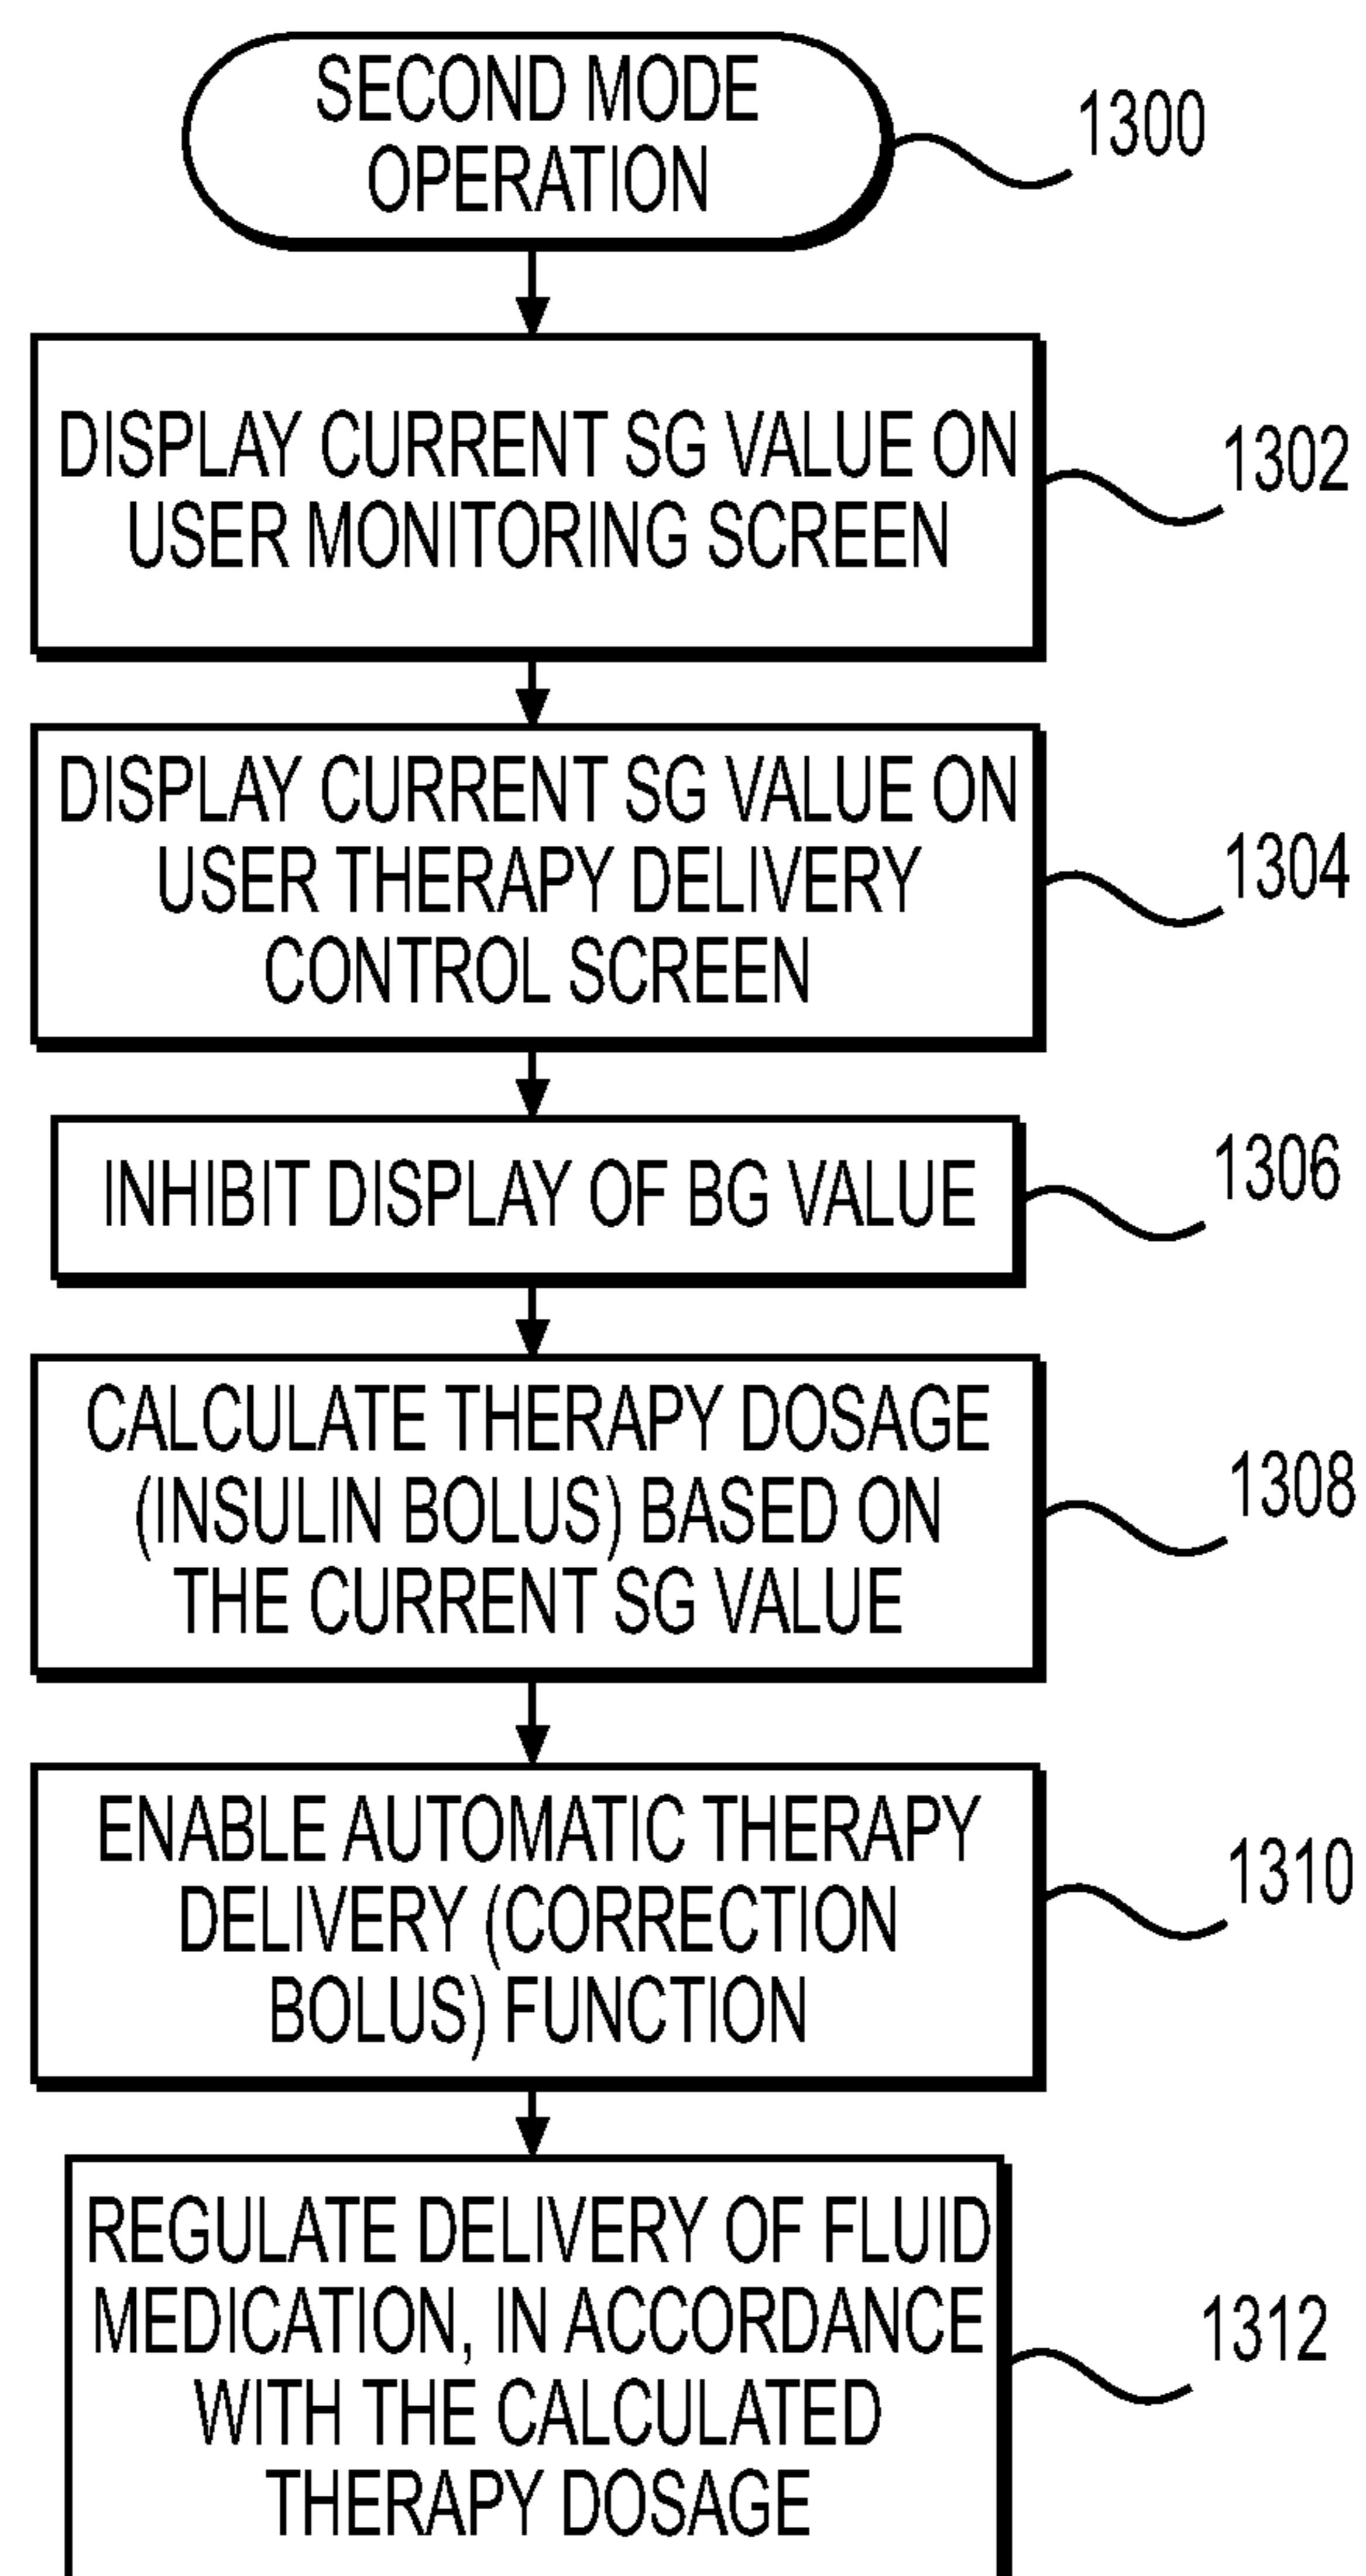 SECOND MODE
OPERATION
1300
DISPLAY CURRENT SG VALUE ON
USER MONITORING SCREEN
1302
DISPLAY CURRENT SG VALUE ON
USER THERAPY DELIVERY
CONTROL SCREEN
1304
INHIBIT DISPLAY OF BG VALUE
1306
CALCULATE THERAPY DOSAGE
(INSULIN BOLUS) BASED ON
THE CURRENT SG VALUE
1308
ENABLE AUTOMATIC THERAPY
DELIVERY (CORRECTION
BOLUS) FUNCTION
1310
REGULATE DELIVERY OF FLUID
MEDICATION, IN ACCORDANCE
WITH THE CALCULATED
THERAPY DOSAGE
1312